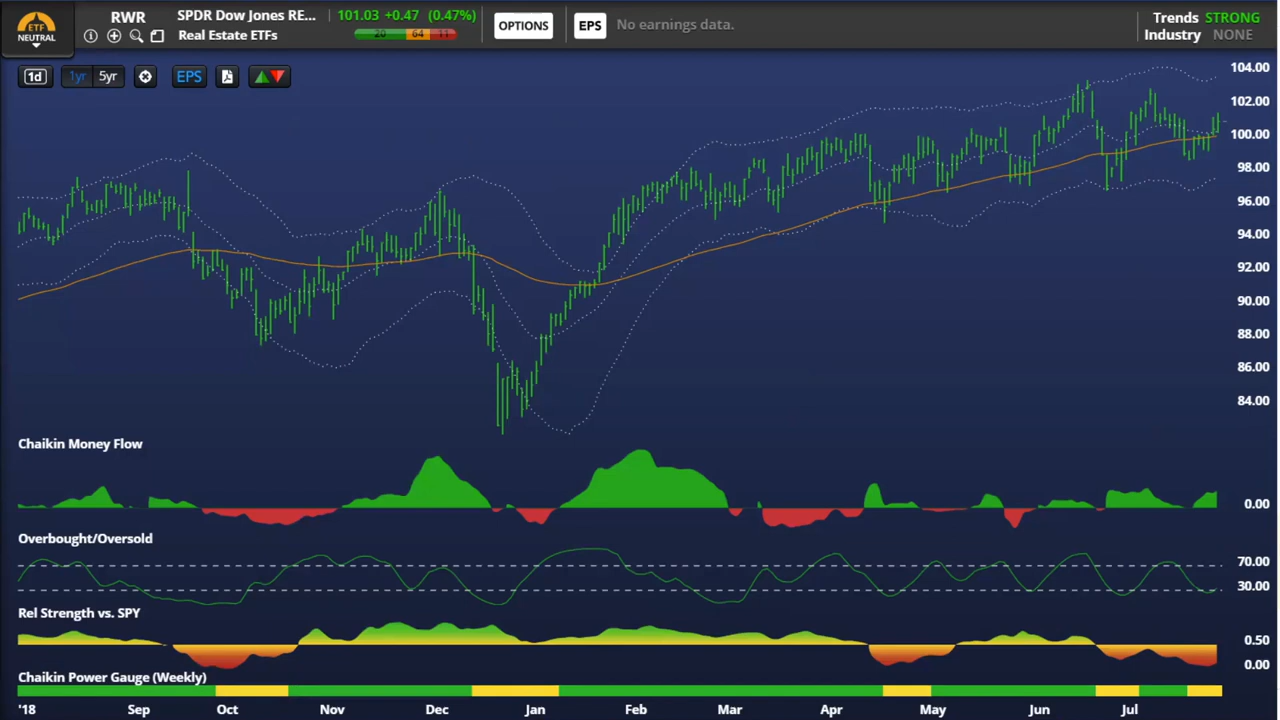 ETF
NEUTRAL
RWR
SPDR Dow Jones RE...
Real Estate ETFs
101.03 +0.47 (0.47%)
20 64 11
OPTIONS
EPS
No earnings data.
Trends STRONG
Industry NONE
1d
1yr 5yr
EPS
104.00
102.00
100.00
98.00
96.00
94.00
92.00
90.00
88.00
86.00
84.00
Chaikin Money Flow
0.00
Overbought/Oversold
70.00
30.00
Rel Strength vs. SPY
0.50
0.00
Chaikin Power Gauge (Weekly)
'18 Sep Oct Nov Dec Jan Feb Mar Apr May Jun Jul